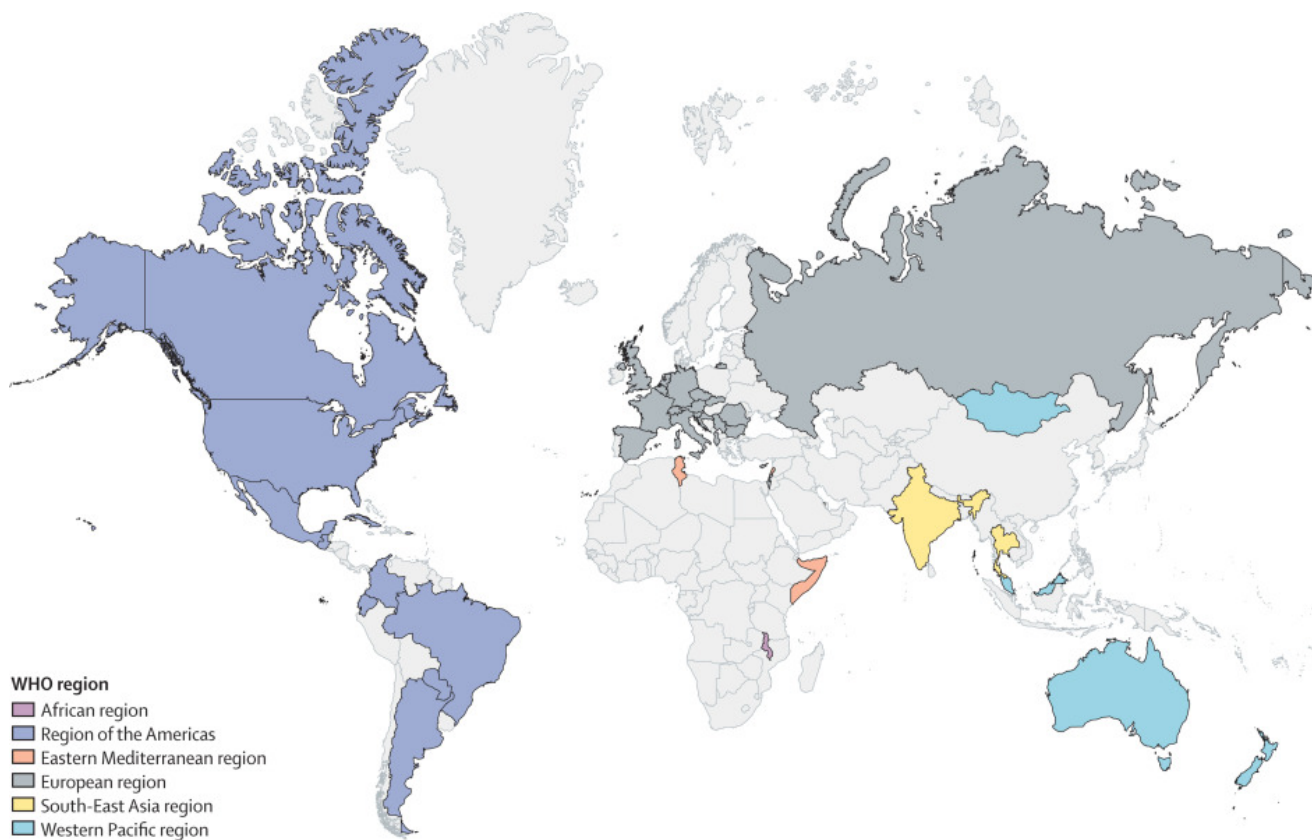 WHO region
African region
Region of the Americas
Eastern Mediterranean region
European region
South-East Asia region
Western Pacific region